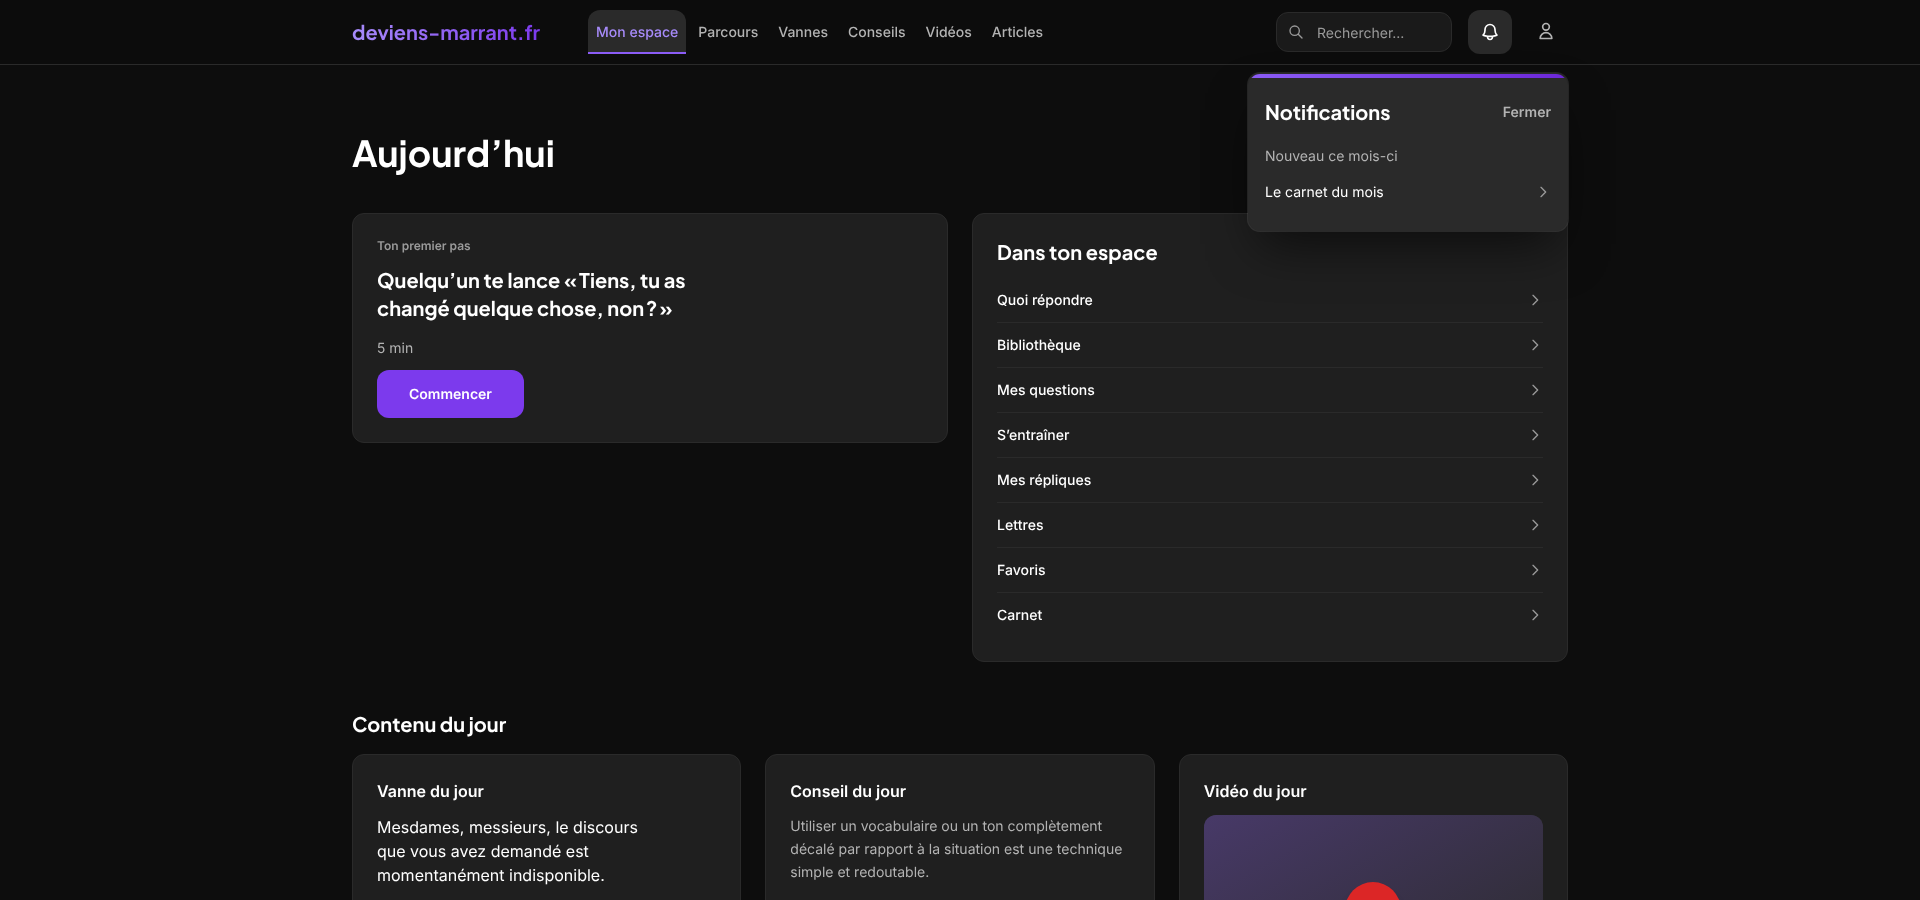 deviens-marrant.fr
Mon espace
Parcours
Vannes
Conseils
Vidéos
Articles
Rechercher...
Notifications
Fermer
Nouveau ce mois-ci
Le carnet du mois
Aujourd’hui
Ton premier pas
Quelqu’un te lance « Tiens, tu as
changé quelque chose, non ? »
5 min
Commencer
Dans ton espace
Quoi répondre
Bibliothèque
Mes questions
S’entraîner
Mes répliques
Lettres
Favoris
Carnet
Contenu du jour
Vanne du jour
Mesdames, messieurs, le discours
que vous avez demandé est
momentanément indisponible.
Conseil du jour
Utiliser un vocabulaire ou un ton complètement
décalé par rapport à la situation est une technique
simple et redoutable.
Vidéo du jour